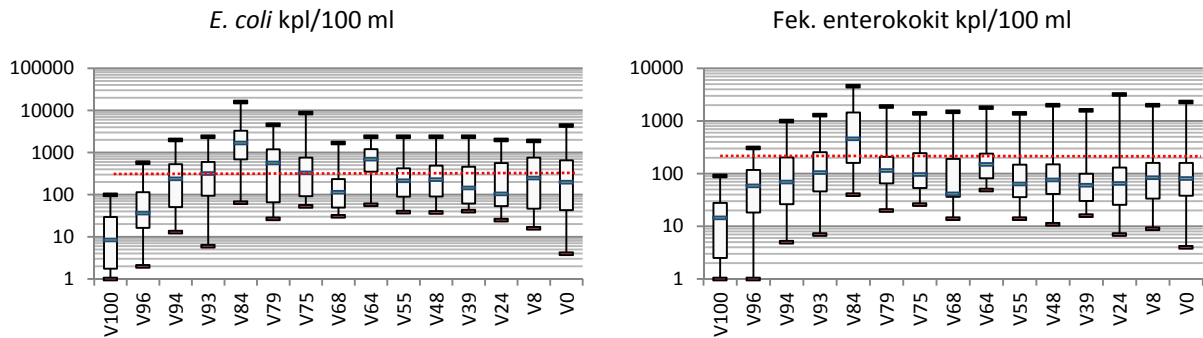 E. coli kpl/100 ml
100000
10000
1000
100
10
1
V100
V96
V94
V93
V84
V79
V75
V68
V64
V55
V48
V39
V24
V8
V0
Fek. enterokokit kpl/100 ml
10000
1000
100
10
1
V100
V96
V94
V93
V84
V79
V75
V68
V64
V55
V48
V39
V24
V8
V0